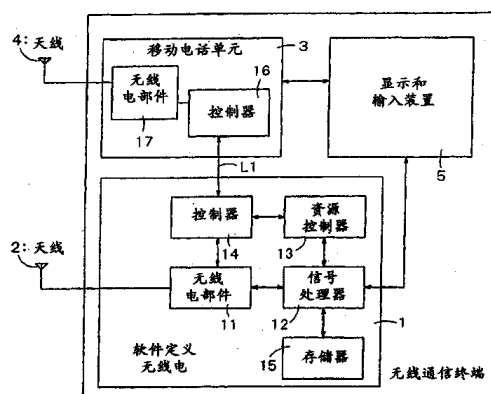 4:天线
移动电话单元
3
无线
电部件
17
16
控制器
显示和
输入装置
5
L1
控制器
14
资源
控制器
13
2:天线
无线
电部件
11
信号
处理器
12
1
软件定义
无线电
15
存储器
无线通信终端